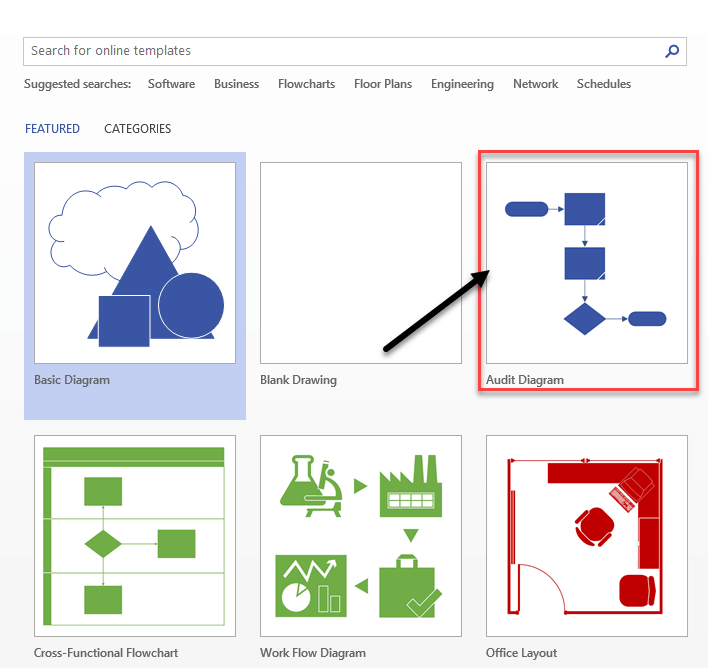 Search for online templates
Suggested searches: Software Business Flowcharts Floor Plans Engineering Network Schedules
FEATURED CATEGORIES
Basic Diagram Blank Drawing Audit Diagram
Cross-Functional Flowchart Work Flow Diagram Office Layout